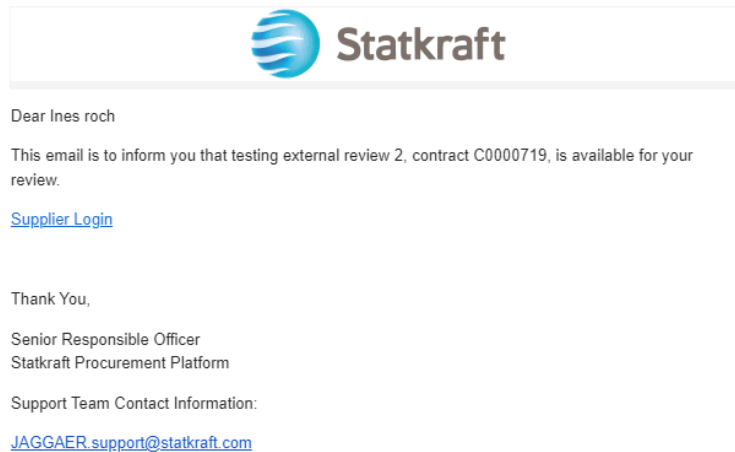 Statkraft
Dear Ines roch
This email is to inform you that testing external review 2, contract C0000719, is available for your
review.
Supplier Login
Thank You,
Senior Responsible Officer
Statkraft Procurement Platform
Support Team Contact Information:
JAGGAER.support@statkraft.com